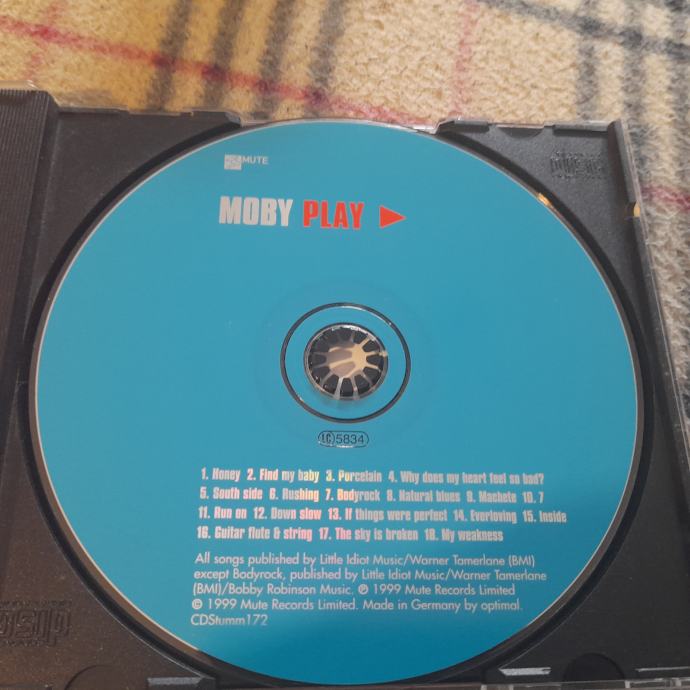 MUTE
MOBY PLAY
LC 5834
1. Honey 2. Find my baby 3. Porcelain 4. Why does my heart feel so bad?
5. South side 6. Rushing 7. Bodyrock 8. Natural blues 9. Machete 10. 7
11. Run on 12. Down slow 13. If things were perfect 14. Everloving 15. Inside
16. Guitar flute & string 17. The sky is broken 18. My weakness
All songs published by Little Idiot Music/Warner Tamerlane (BMI)
except Bodyrock, published by Little Idiot Music/Warner Tamerlane
(BMI)/Bobby Robinson Music. ℗ 1999 Mute Records Limited
© 1999 Mute Records Limited. Made in Germany by optimal.
CDStumm172